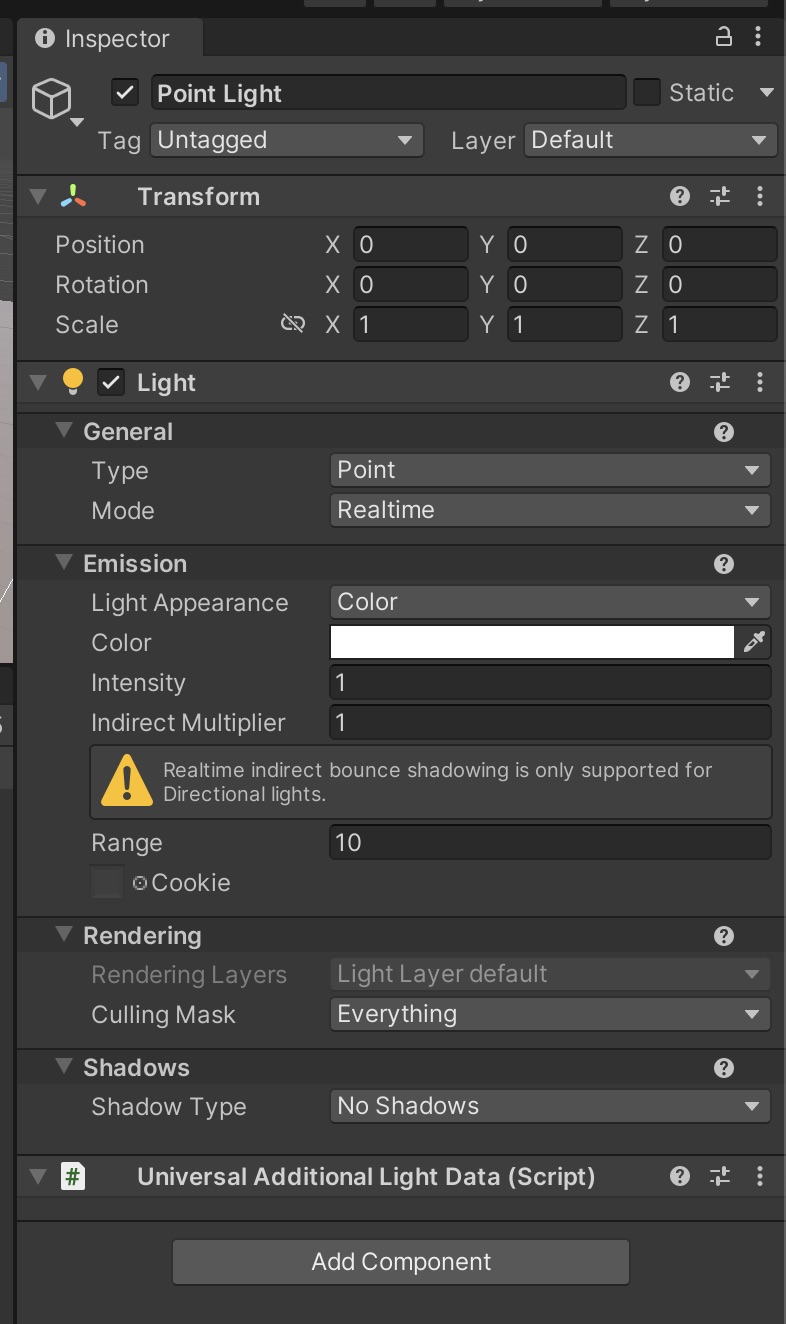 Inspector
Point Light
Static
Tag Untagged Layer Default
Transform
Position X 0 Y 0 Z 0
Rotation X 0 Y 0 Z 0
Scale X 1 Y 1 Z 1
Light
General
Type Point
Mode Realtime
Emission
Light Appearance Color
Color
Intensity 1
Indirect Multiplier 1
Realtime indirect bounce shadowing is only supported for
Directional lights.
Range 10
Cookie
Rendering
Rendering Layers Light Layer default
Culling Mask Everything
Shadows
Shadow Type No Shadows
# Universal Additional Light Data (Script)
Add Component